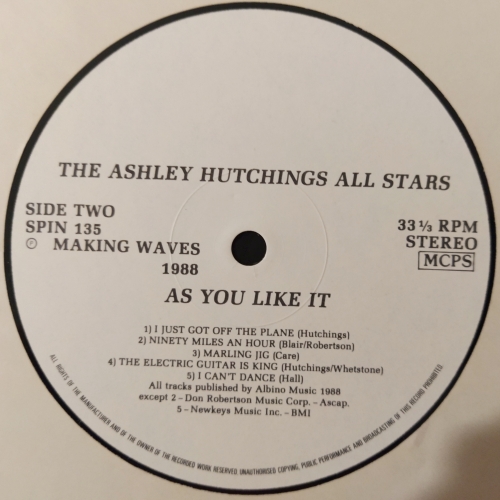 THE ASHLEY HUTCHINGS ALL STARS
SIDE TWO
SPIN 135
℗ MAKING WAVES
1988
33 ⅓ RPM
STEREO
MCPS
AS YOU LIKE IT
1) I JUST GOT OFF THE PLANE (Hutchings)
2) NINETY MILES AN HOUR (Blair/Robertson)
3) MARLING JIG (Care)
4) THE ELECTRIC GUITAR IS KING (Hutchings/Whetstone)
5) I CAN'T DANCE (Hall)
All tracks published by Albino Music 1988
except 2 – Don Robertson Music Corp. – Ascap.
5 – Newkeys Music Inc. – BMI
ALL RIGHTS OF THE MANUFACTURER AND OF THE OWNER OF THE RECORDED WORK RESERVED UNAUTHORISED COPYING, PUBLIC PERFORMANCE AND BROADCASTING OF THIS RECORD PROHIBITED